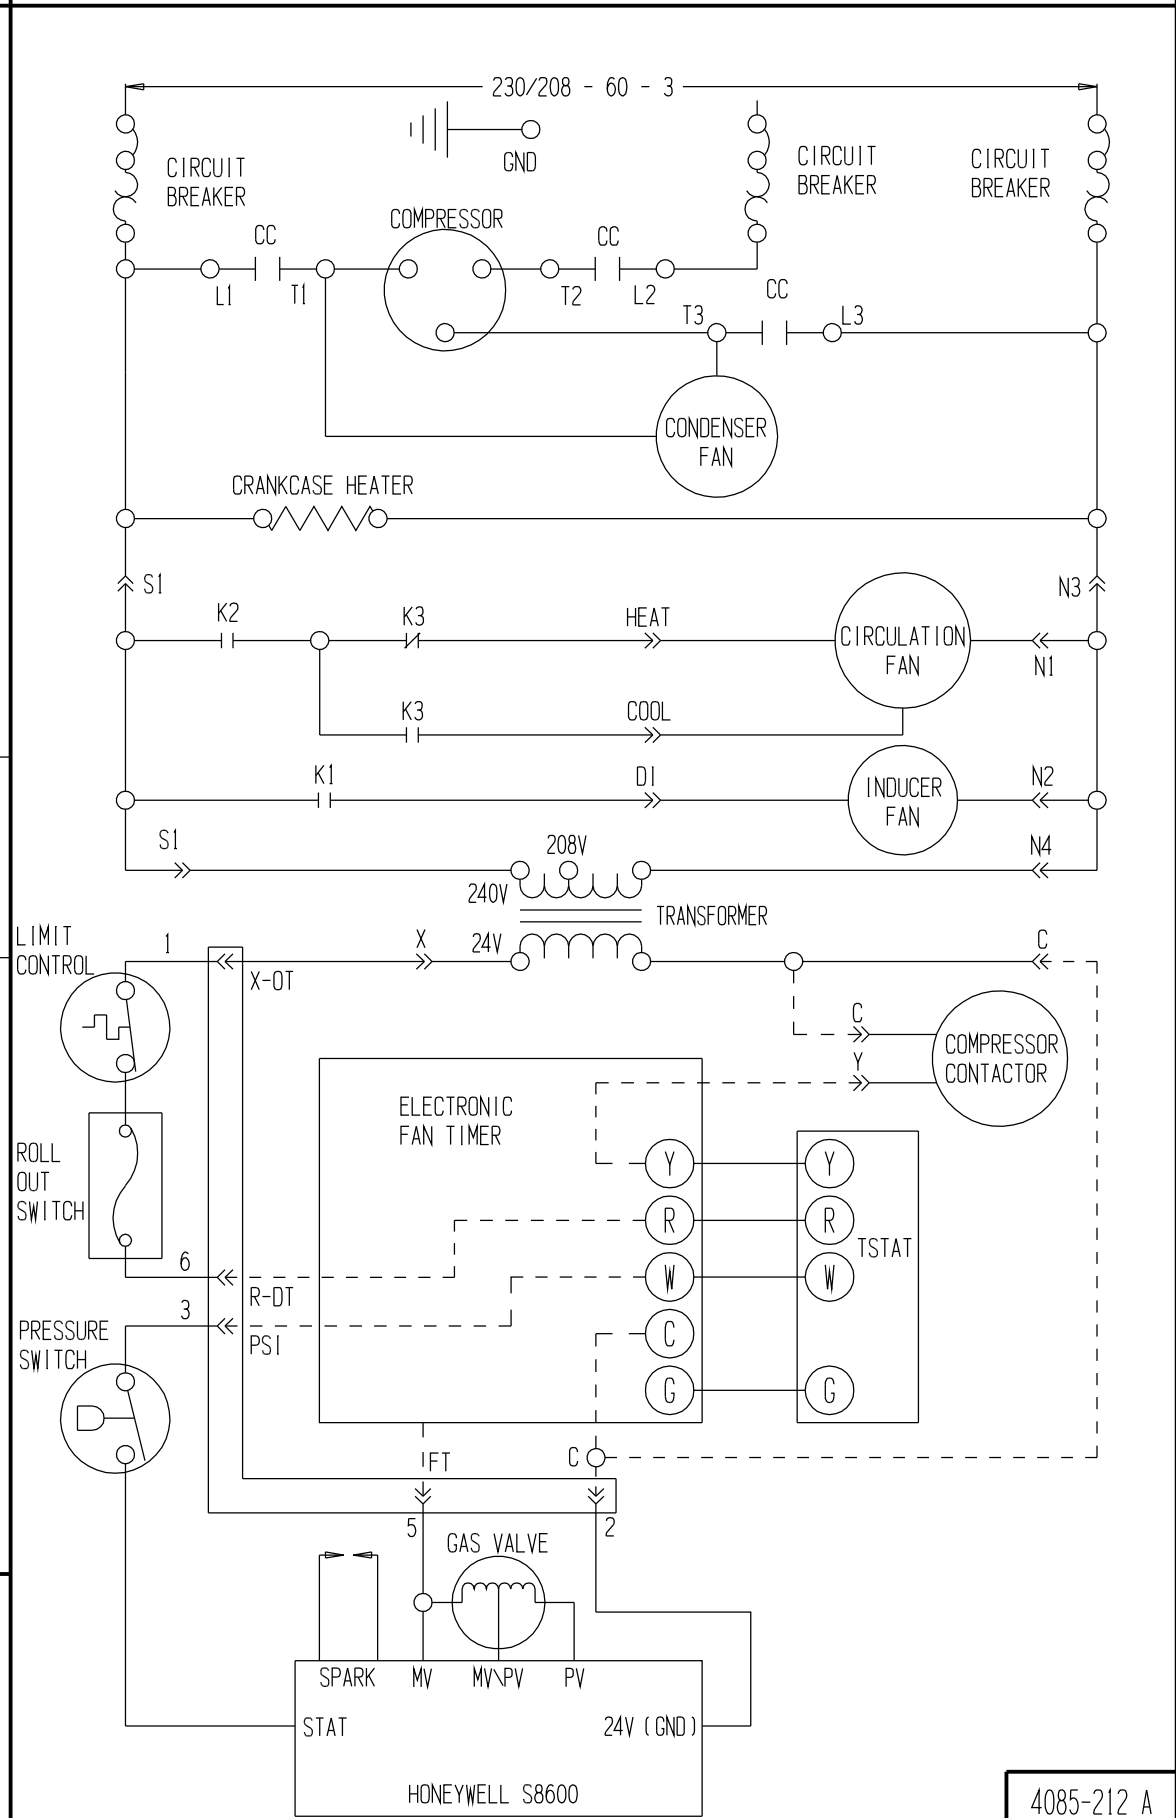 230/208 - 60 - 3
GND
CIRCUIT
BREAKER
CIRCUIT
BREAKER
CIRCUIT
BREAKER
COMPRESSOR
CC
CC
CC
L1
T1
T2
L2
T3
L3
CONDENSER
FAN
CRANKCASE HEATER
S1
N3
K2
K3
HEAT
CIRCULATION
FAN
N1
K3
COOL
K1
DI
INDUCER
FAN
N2
S1
208V
N4
240V
TRANSFORMER
LIMIT
CONTROL
1
X
24V
C
X-OT
C
Y
COMPRESSOR
CONTACTOR
ELECTRONIC
FAN TIMER
ROLL
OUT
SWITCH
Y
Y
R
R
TSTAT
6
W
W
R-DT
3
PRESSURE
SWITCH
PSI
C
G
G
FT
C
5
2
GAS VALVE
SPARK
MV
MV\PV
PV
STAT
24V (GND)
HONEYWELL S8600
4085-212 A